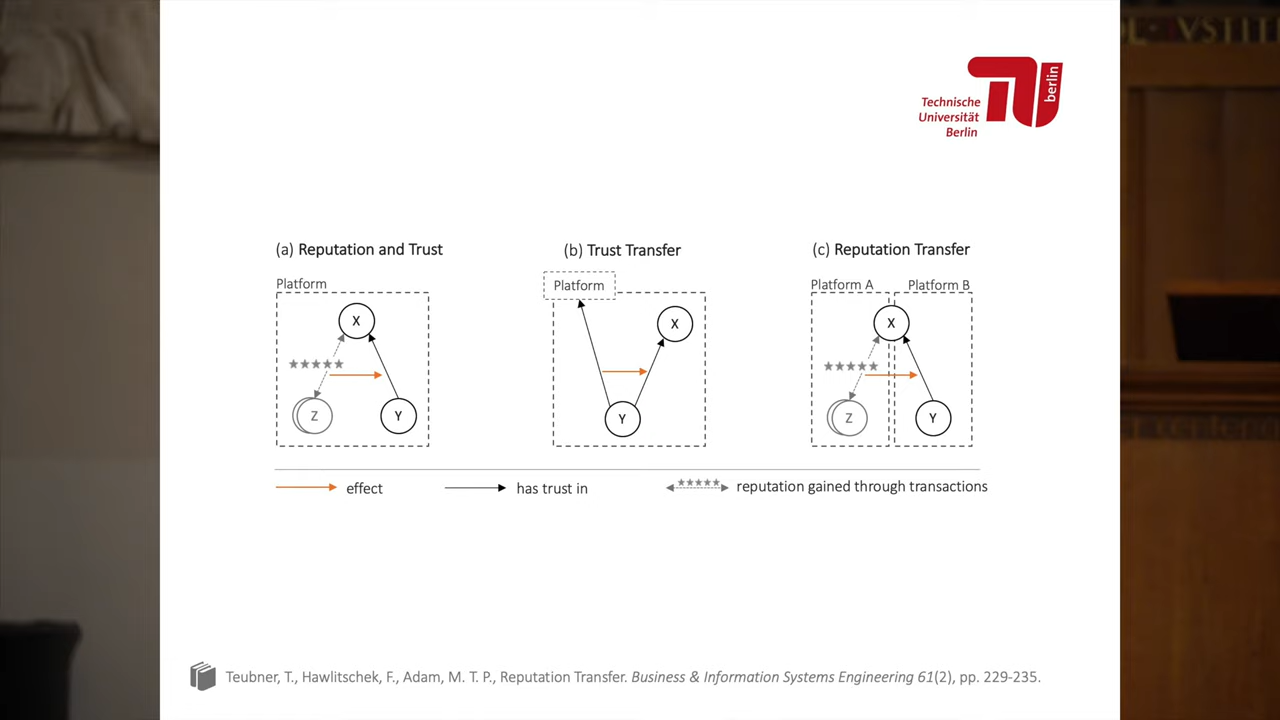 Technische
Universität
Berlin
berlin
(a) Reputation and Trust
(b) Trust Transfer
(c) Reputation Transfer
Platform
Platform
Platform A
Platform B
X
X
X
Z
Y
Y
Z
Y
effect
has trust in
reputation gained through transactions
Teubner, T., Hawlitschek, F., Adam, M. T. P., Reputation Transfer. Business & Information Systems Engineering 61(2), pp. 229-235.